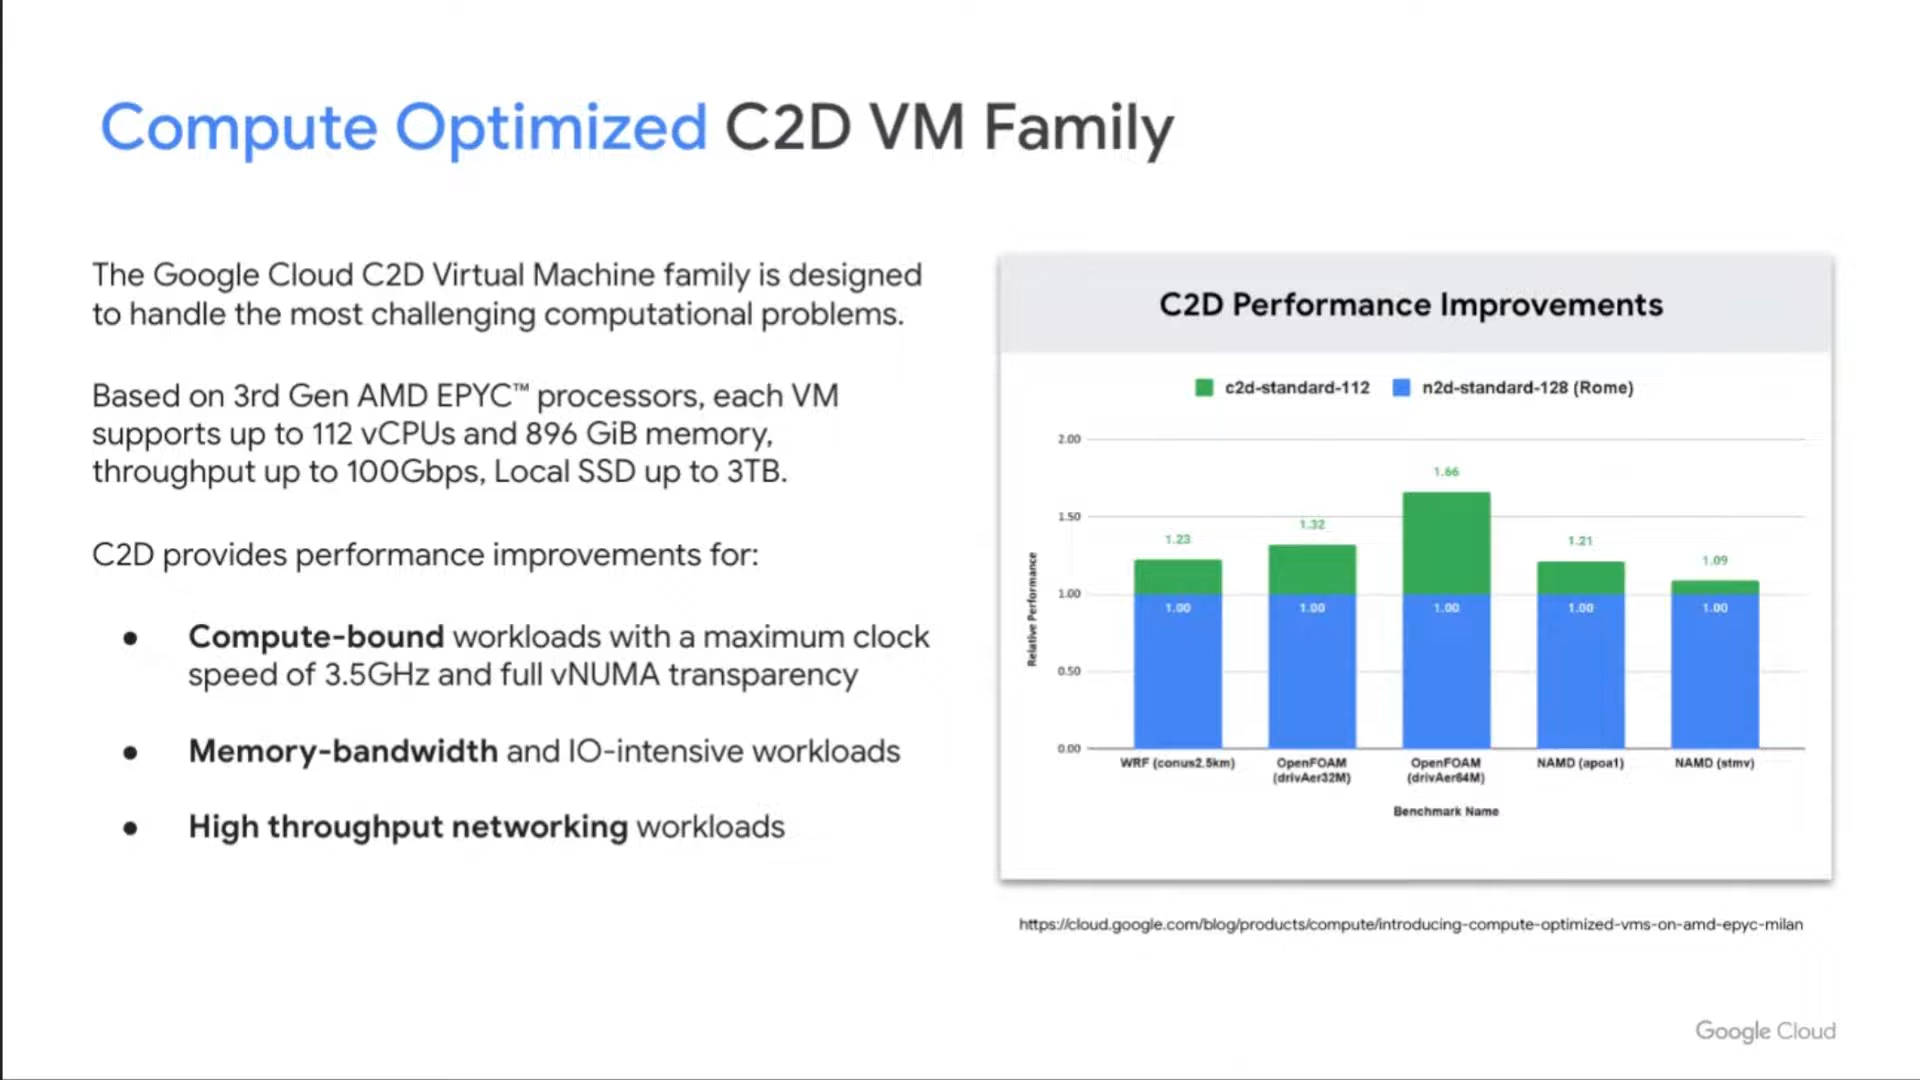 Compute Optimized C2D VM Family
The Google Cloud C2D Virtual Machine family is designed
to handle the most challenging computational problems.
Based on 3rd Gen AMD EPYC™ processors, each VM
supports up to 112 vCPUs and 896 GiB memory,
throughput up to 100Gbps, Local SSD up to 3TB.
C2D provides performance improvements for:
● Compute-bound workloads with a maximum clock
speed of 3.5GHz and full vNUMA transparency
● Memory-bandwidth and IO-intensive workloads
● High throughput networking workloads
C2D Performance Improvements
c2d-standard-112 n2d-standard-128 (Rome)
2.00
1.50
1.00
0.50
0.00
Relative Performance
1.23
1.32
1.66
1.21
1.09
1.00 1.00 1.00 1.00 1.00
WRF (conus2.5km)
OpenFOAM
(drivAer32M)
OpenFOAM
(drivAer64M)
NAMD (apoa1)
NAMD (stmv)
Benchmark Name
https://cloud.google.com/blog/products/compute/introducing-compute-optimized-vms-on-amd-epyc-milan
Google Cloud